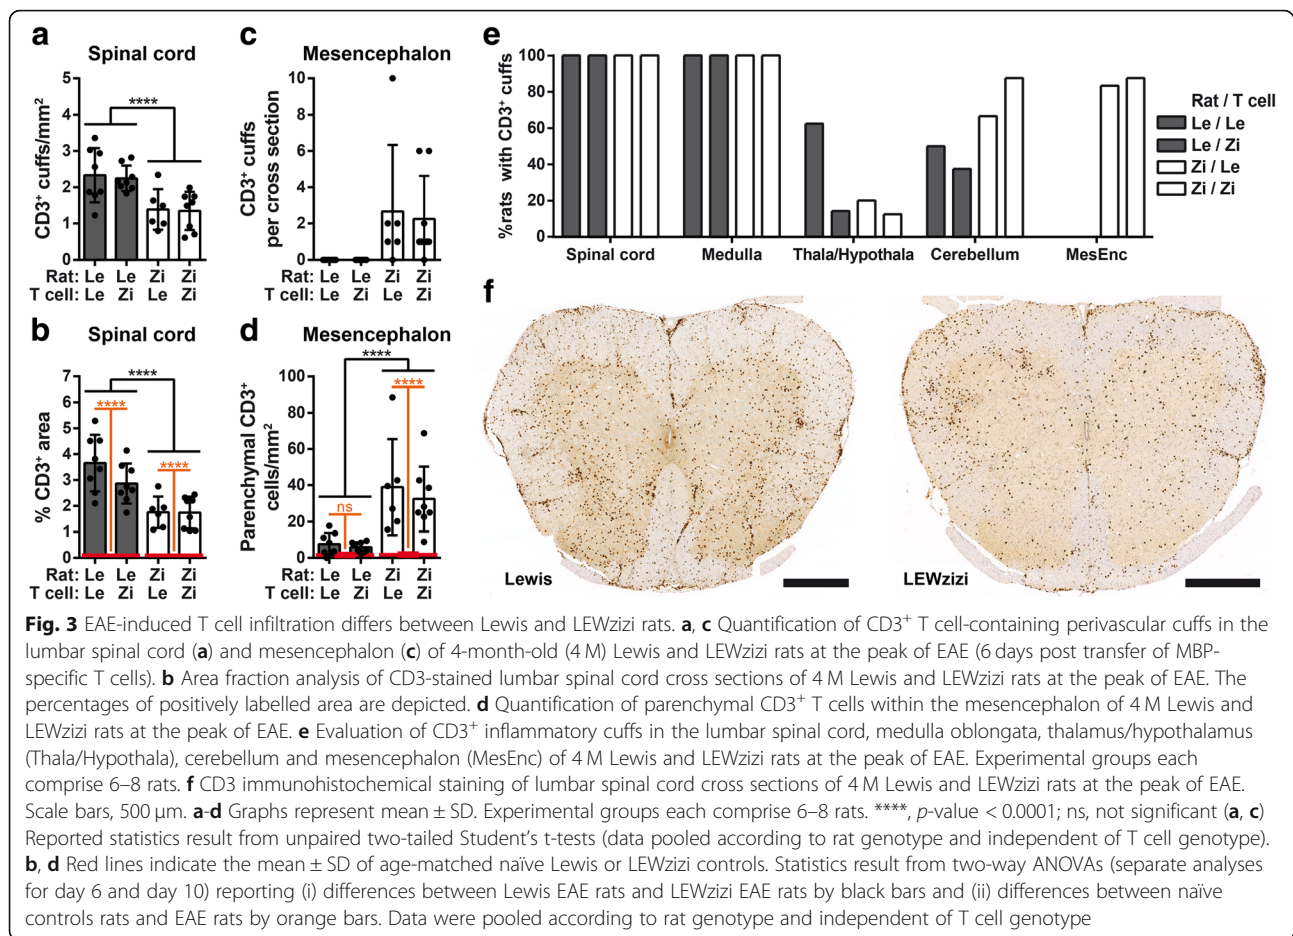 a
Spinal cord
CD3⁺ cuffs/mm²
5
4
3
2
1
0
****
Rat: Le Le Zi Zi
T cell: Le Zi Le Zi
c
Mesencephalon
CD3⁺ cuffs
per cross section
10
8
6
4
2
0
Rat: Le Le Zi Zi
T cell: Le Zi Le Zi
b
Spinal cord
% CD3⁺ area
7
6
5
4
3
2
1
0
****
****
****
Rat: Le Le Zi Zi
T cell: Le Zi Le Zi
d
Mesencephalon
Parenchymal CD3⁺
cells/mm²
100
80
60
40
20
0
****
****
ns
Rat: Le Le Zi Zi
T cell: Le Zi Le Zi
e
%rats with CD3⁺ cuffs
100
80
60
40
20
0
Spinal cord Medulla Thala/Hypothala Cerebellum MesEnc
Rat / T cell
Le / Le
Le / Zi
Zi / Le
Zi / Zi
f
Lewis
LEWzizi
Fig. 3 EAE-induced T cell infiltration differs between Lewis and LEWzizi rats. a, c Quantification of CD3⁺ T cell-containing perivascular cuffs in the
lumbar spinal cord (a) and mesencephalon (c) of 4-month-old (4 M) Lewis and LEWzizi rats at the peak of EAE (6 days post transfer of MBP-
specific T cells). b Area fraction analysis of CD3-stained lumbar spinal cord cross sections of 4 M Lewis and LEWzizi rats at the peak of EAE. The
percentages of positively labelled area are depicted. d Quantification of parenchymal CD3⁺ T cells within the mesencephalon of 4 M Lewis and
LEWzizi rats at the peak of EAE. e Evaluation of CD3⁺ inflammatory cuffs in the lumbar spinal cord, medulla oblongata, thalamus/hypothalamus
(Thala/Hypothala), cerebellum and mesencephalon (MesEnc) of 4 M Lewis and LEWzizi rats at the peak of EAE. Experimental groups each
comprise 6–8 rats. f CD3 immunohistochemical staining of lumbar spinal cord cross sections of 4 M Lewis and LEWzizi rats at the peak of EAE.
Scale bars, 500 μm. a-d Graphs represent mean ± SD. Experimental groups each comprise 6–8 rats. ****, p-value < 0.0001; ns, not significant (a, c)
Reported statistics result from unpaired two-tailed Student's t-tests (data pooled according to rat genotype and independent of T cell genotype).
b, d Red lines indicate the mean ± SD of age-matched naïve Lewis or LEWzizi controls. Statistics result from two-way ANOVAs (separate analyses
for day 6 and day 10) reporting (i) differences between Lewis EAE rats and LEWzizi EAE rats by black bars and (ii) differences between naïve
controls rats and EAE rats by orange bars. Data were pooled according to rat genotype and independent of T cell genotype